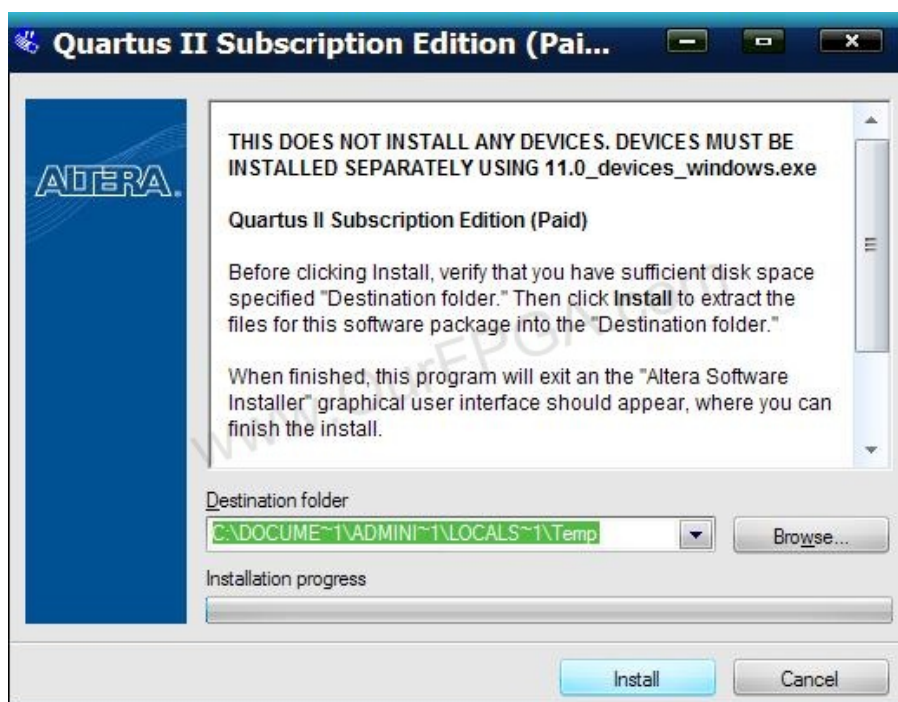 Quartus II Subscription Edition (Pai...
ALTERA.
THIS DOES NOT INSTALL ANY DEVICES. DEVICES MUST BE
INSTALLED SEPARATELY USING 11.0_devices_windows.exe
Quartus II Subscription Edition (Paid)
Before clicking Install, verify that you have sufficient disk space
specified "Destination folder." Then click Install to extract the
files for this software package into the "Destination folder."
When finished, this program will exit an the "Altera Software
Installer" graphical user interface should appear, where you can
finish the install.
www.OurFPGA.com
Destination folder
C:\DOCUME~1\ADMINI~1\LOCALS~1\Temp
Browse...
Installation progress
Install
Cancel